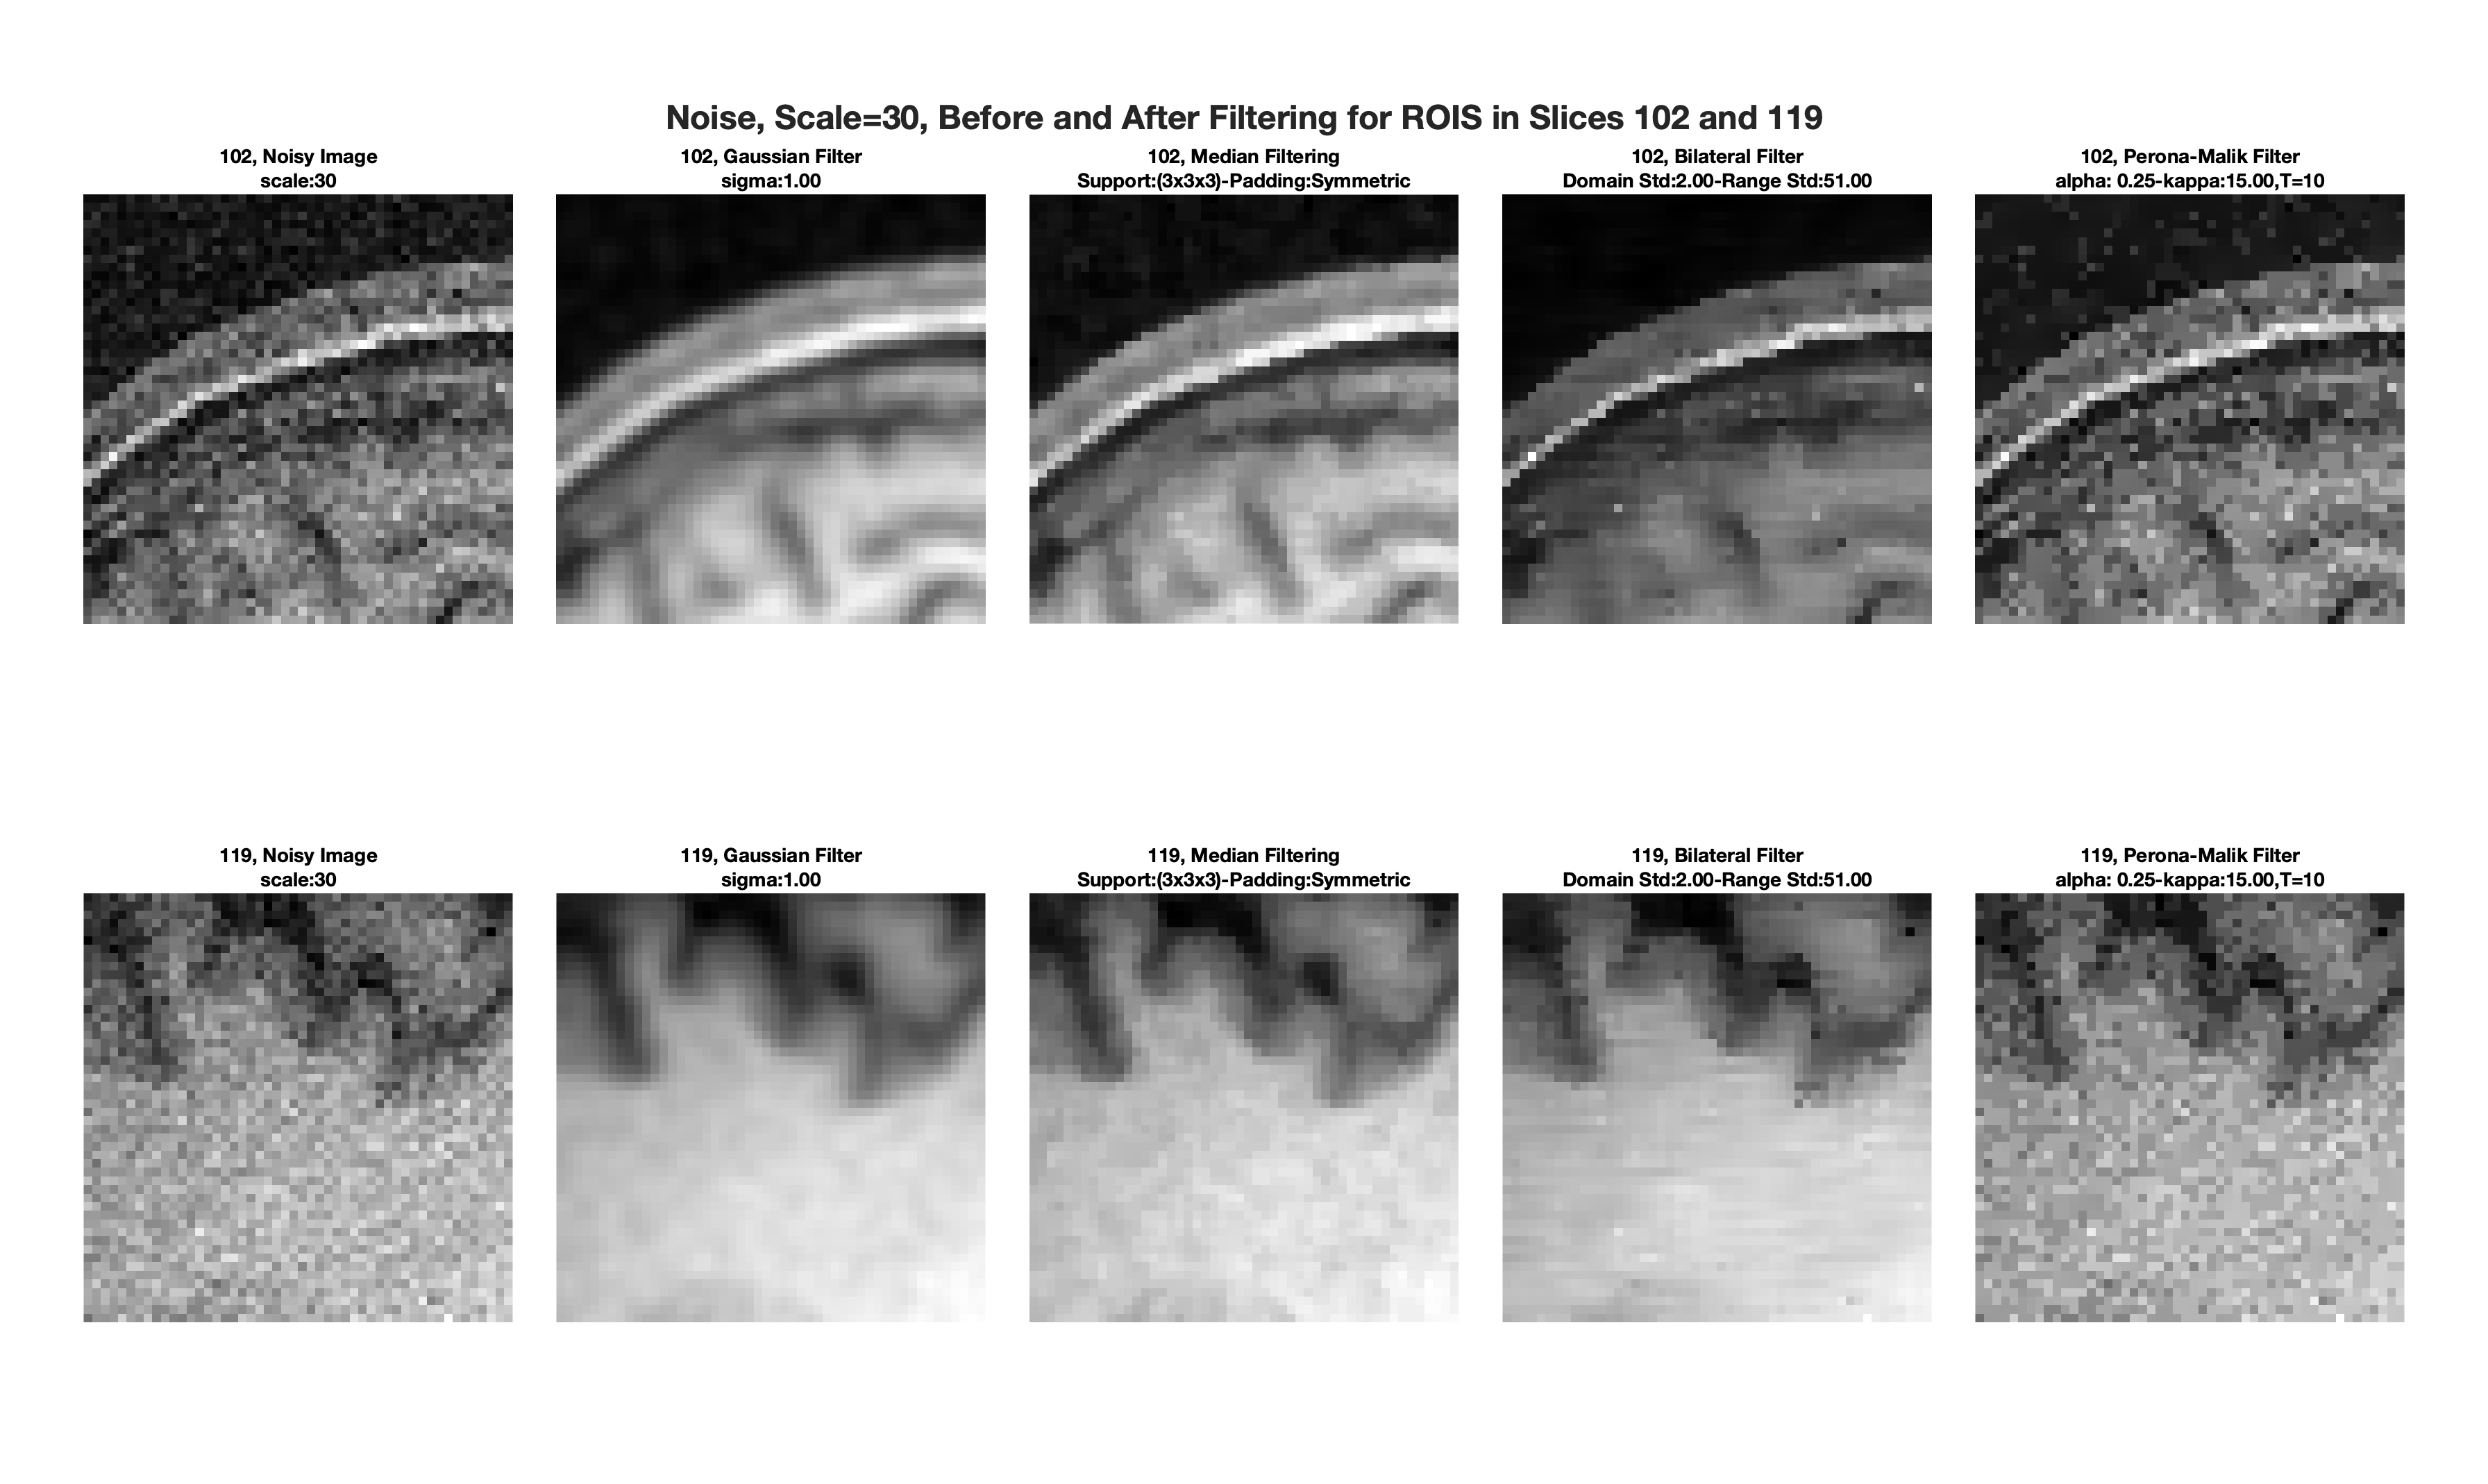 Noise, Scale=30, Before and After Filtering for ROIS in Slices 102 and 119
102, Noisy Image
scale:30
102, Gaussian Filter
sigma:1.00
102, Median Filtering
Support:(3x3x3)-Padding:Symmetric
102, Bilateral Filter
Domain Std:2.00-Range Std:51.00
102, Perona-Malik Filter
alpha: 0.25-kappa:15.00,T=10
119, Noisy Image
scale:30
119, Gaussian Filter
sigma:1.00
119, Median Filtering
Support:(3x3x3)-Padding:Symmetric
119, Bilateral Filter
Domain Std:2.00-Range Std:51.00
119, Perona-Malik Filter
alpha: 0.25-kappa:15.00,T=10